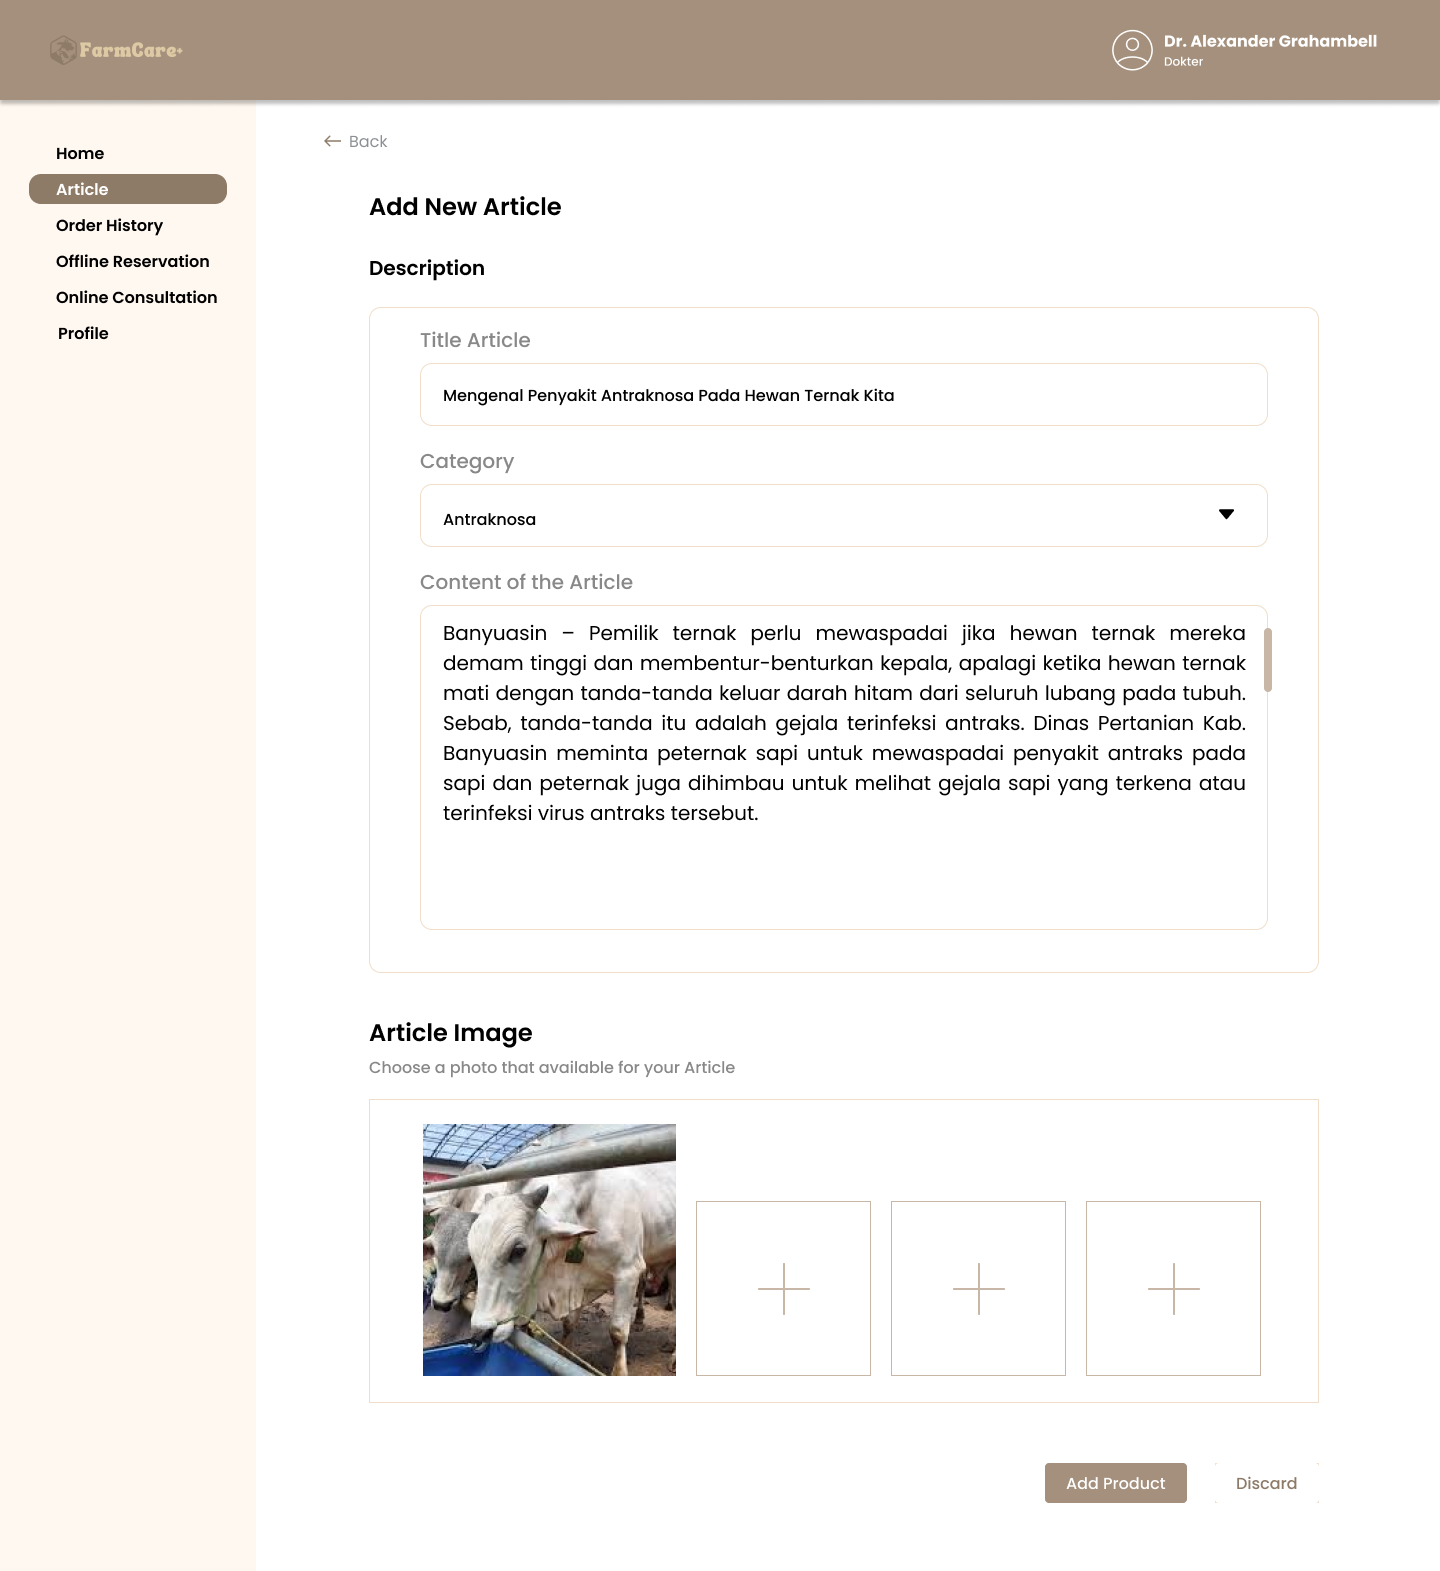 FarmCare+
Dr. Alexander Grahambell
Dokter
Home
Article
Order History
Offline Reservation
Online Consultation
Profile
Back
Add New Article
Description
Title Article
Mengenal Penyakit Antraknosa Pada Hewan Ternak Kita
Category
Antraknosa
Content of the Article
Banyuasin – Pemilik ternak perlu mewaspadai jika hewan ternak mereka
demam tinggi dan membentur-benturkan kepala, apalagi ketika hewan ternak
mati dengan tanda-tanda keluar darah hitam dari seluruh lubang pada tubuh.
Sebab, tanda-tanda itu adalah gejala terinfeksi antraks. Dinas Pertanian Kab.
Banyuasin meminta peternak sapi untuk mewaspadai penyakit antraks pada
sapi dan peternak juga dihimbau untuk melihat gejala sapi yang terkena atau
terinfeksi virus antraks tersebut.
Article Image
Choose a photo that available for your Article
Add Product
Discard